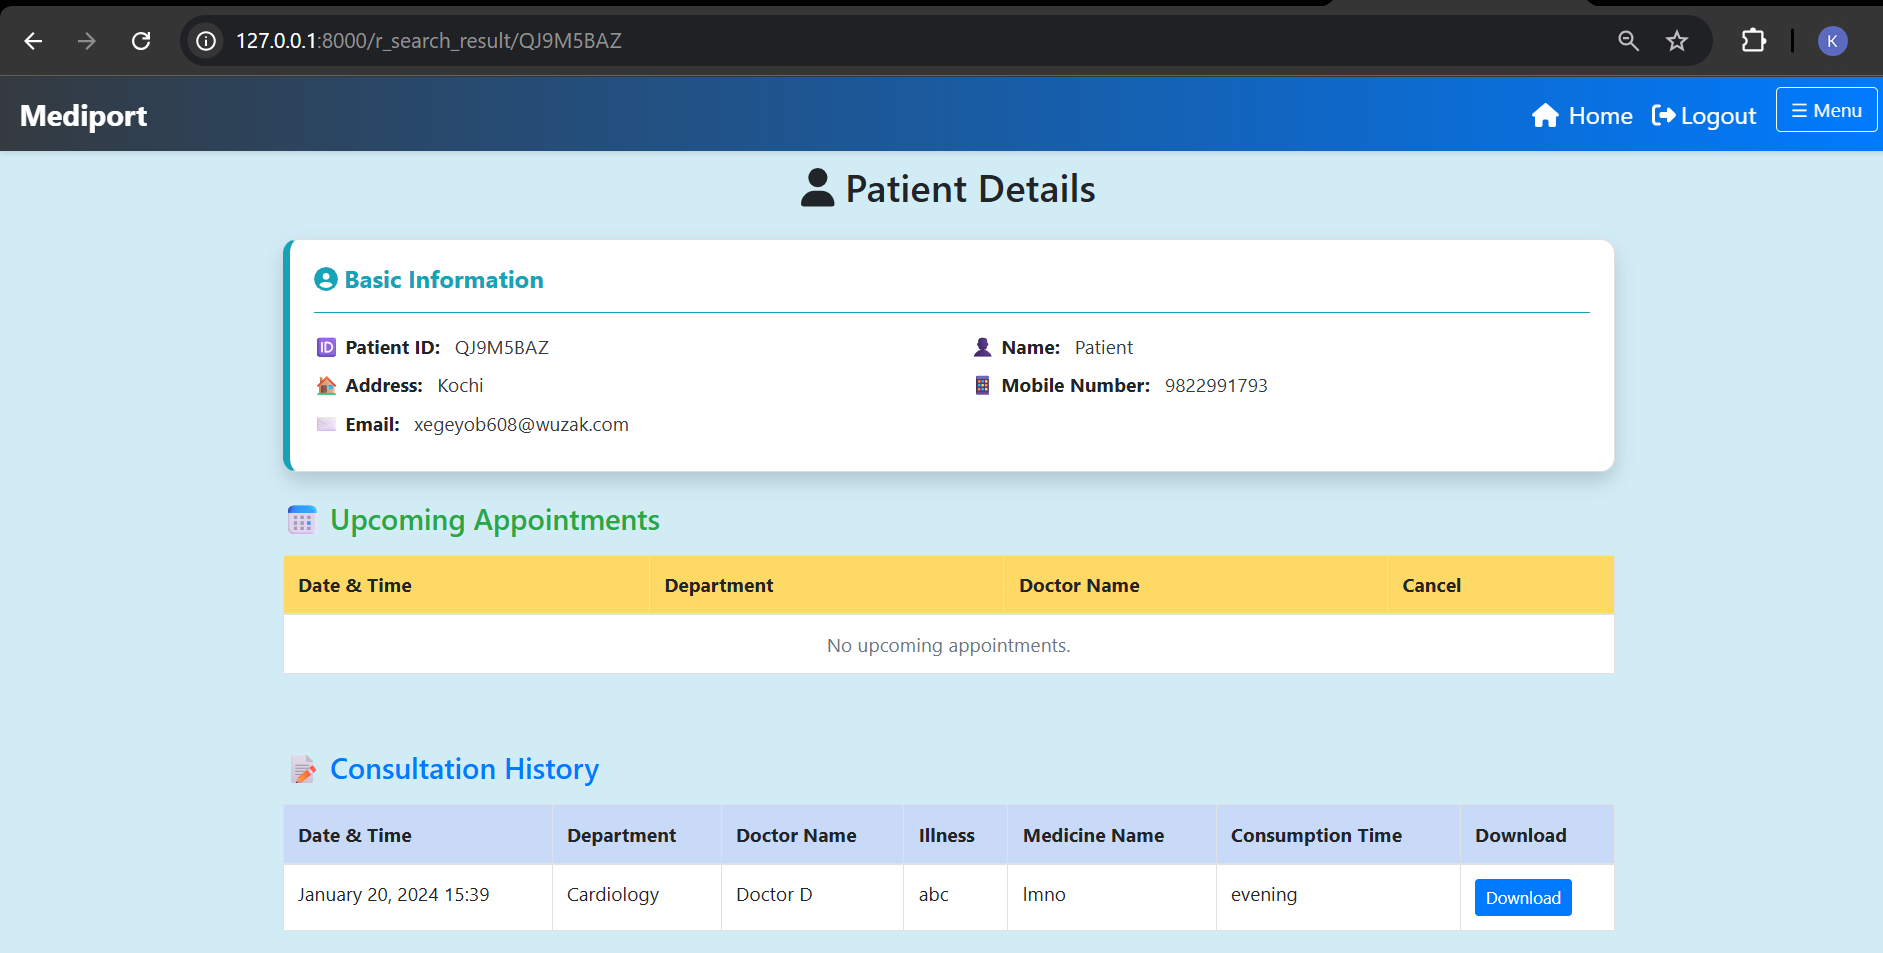 127.0.0.1:8000/r_search_result/QJ9M5BAZ
K
Mediport
Home
Logout
☰ Menu
Patient Details
Basic Information
ID Patient ID: QJ9M5BAZ
Name: Patient
Address: Kochi
Mobile Number: 9822991793
Email: xegeyob608@wuzak.com
Upcoming Appointments
Date & Time Department Doctor Name Cancel
No upcoming appointments.
Consultation History
Date & Time Department Doctor Name Illness Medicine Name Consumption Time Download
January 20, 2024 15:39 Cardiology Doctor D abc lmno evening Download